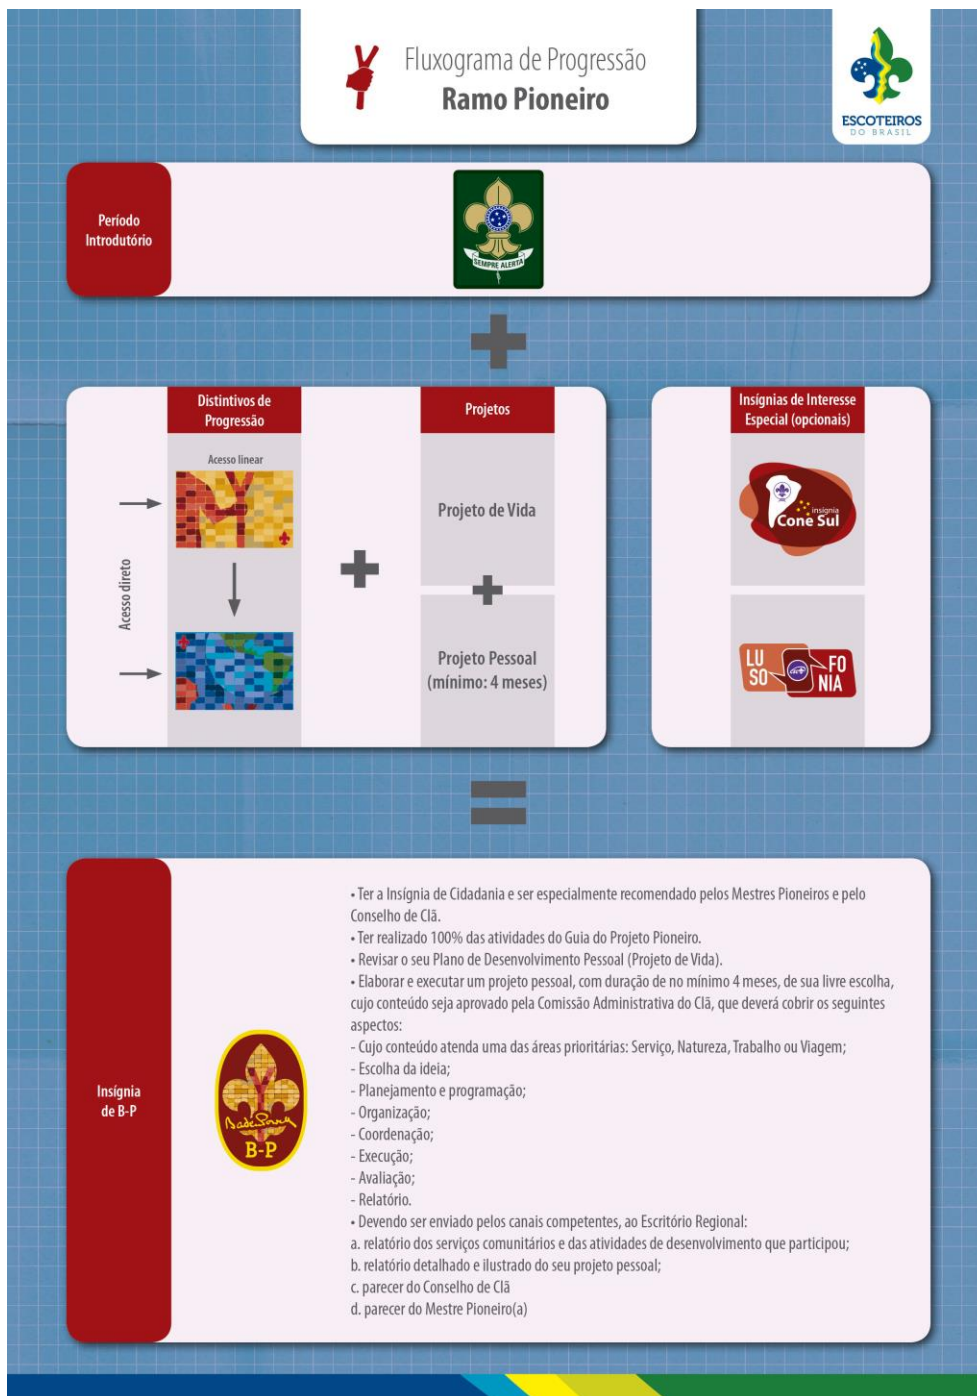 Fluxograma de Progressão
Ramo Pioneiro
ESCOTEIROS
DO BRASIL
Período
Introdutório
SEMPRE ALERTA
Distintivos de
Progressão
Acesso linear
Acesso direto
Projetos
Projeto de Vida
Projeto Pessoal
(mínimo: 4 meses)
Insígnias de Interesse
Especial (opcionais)
insígnia
Cone Sul
LU
SO
FO
NIA
Insígnia
de B-P
Baden Powell
B-P
• Ter a Insígnia de Cidadania e ser especialmente recomendado pelos Mestres Pioneiros e pelo
Conselho de Clã.
• Ter realizado 100% das atividades do Guia do Projeto Pioneiro.
• Revisar o seu Plano de Desenvolvimento Pessoal (Projeto de Vida).
• Elaborar e executar um projeto pessoal, com duração de no mínimo 4 meses, de sua livre escolha,
cujo conteúdo seja aprovado pela Comissão Administrativa do Clã, que deverá cobrir os seguintes
aspectos:
- Cujo conteúdo atenda uma das áreas prioritárias: Serviço, Natureza, Trabalho ou Viagem;
- Escolha da ideia;
- Planejamento e programação;
- Organização;
- Coordenação;
- Execução;
- Avaliação;
- Relatório.
• Devendo ser enviado pelos canais competentes, ao Escritório Regional:
a. relatório dos serviços comunitários e das atividades de desenvolvimento que participou;
b. relatório detalhado e ilustrado do seu projeto pessoal;
c. parecer do Conselho de Clã
d. parecer do Mestre Pioneiro(a)